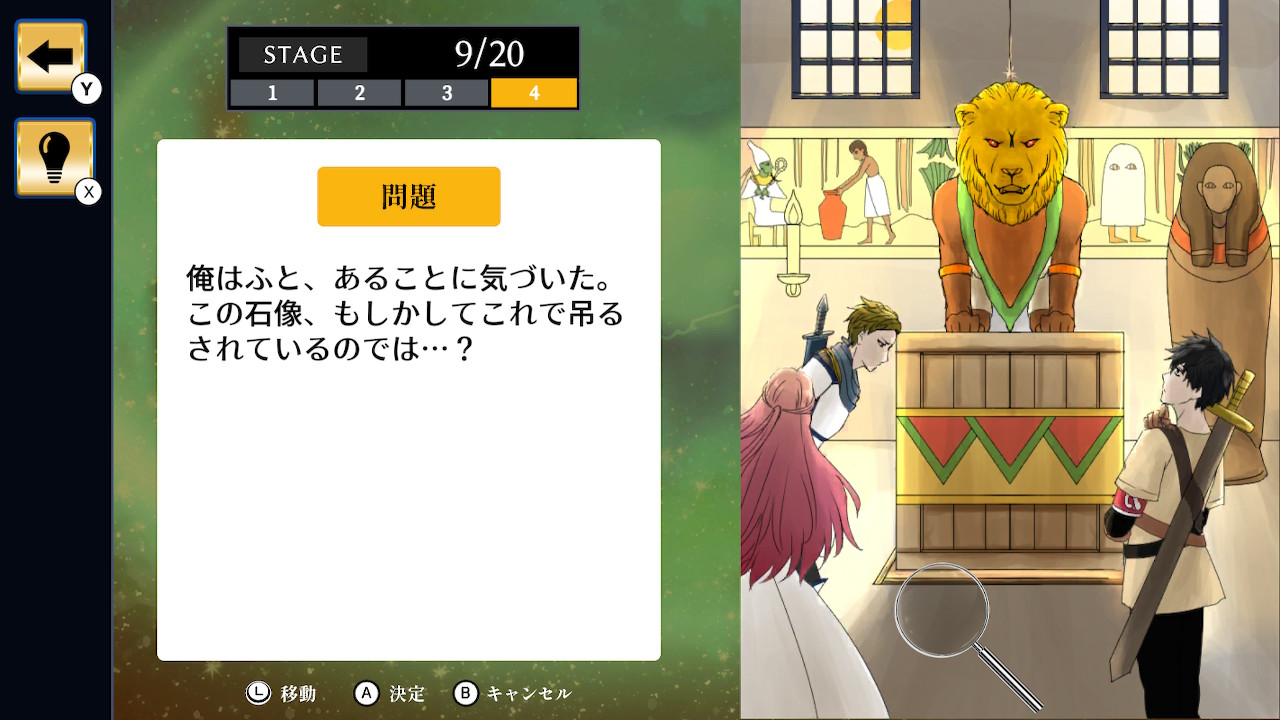 Y
X
STAGE 9/20
1 2 3 4
問題
俺はふと、あることに気づいた。
この石像、もしかしてこれで吊る
されているのでは…？
L 移動 A 決定 B キャンセル